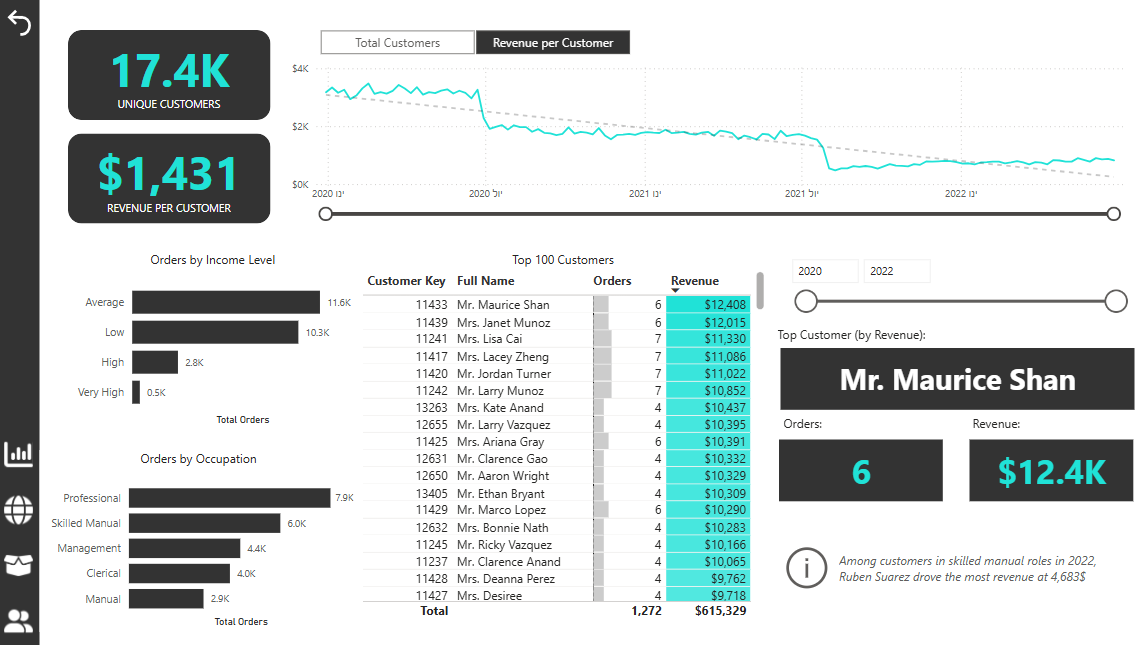 17.4K
UNIQUE CUSTOMERS
$1,431
REVENUE PER CUSTOMER
Total Customers
Revenue per Customer
$4K
$2K
$0K
ינו 2020
יול 2020
ינו 2021
יול 2021
ינו 2022
Orders by Income Level
Average 11.6K
Low 10.3K
High 2.8K
Very High 0.5K
Total Orders
Orders by Occupation
Professional 7.9K
Skilled Manual 6.0K
Management 4.4K
Clerical 4.0K
Manual 2.9K
Total Orders
Top 100 Customers
Customer Key Full Name Orders Revenue
11433 Mr. Maurice Shan 6 $12,408
11439 Mrs. Janet Munoz 6 $12,015
11241 Mrs. Lisa Cai 7 $11,330
11417 Mrs. Lacey Zheng 7 $11,086
11420 Mr. Jordan Turner 7 $11,022
11242 Mr. Larry Munoz 7 $10,852
13263 Mrs. Kate Anand 4 $10,437
12655 Mr. Larry Vazquez 4 $10,395
11425 Mrs. Ariana Gray 6 $10,391
12631 Mr. Clarence Gao 4 $10,332
12650 Mr. Aaron Wright 4 $10,329
13405 Mr. Ethan Bryant 4 $10,309
11429 Mr. Marco Lopez 6 $10,290
12632 Mrs. Bonnie Nath 4 $10,283
11245 Mr. Ricky Vazquez 4 $10,166
11237 Mr. Clarence Anand 4 $10,065
11428 Mrs. Deanna Perez 4 $9,762
11427 Mrs. Desiree 4 $9,718
Total 1,272 $615,329
2020
2022
Top Customer (by Revenue):
Mr. Maurice Shan
Orders:
6
Revenue:
$12.4K
Among customers in skilled manual roles in 2022,
Ruben Suarez drove the most revenue at 4,683$